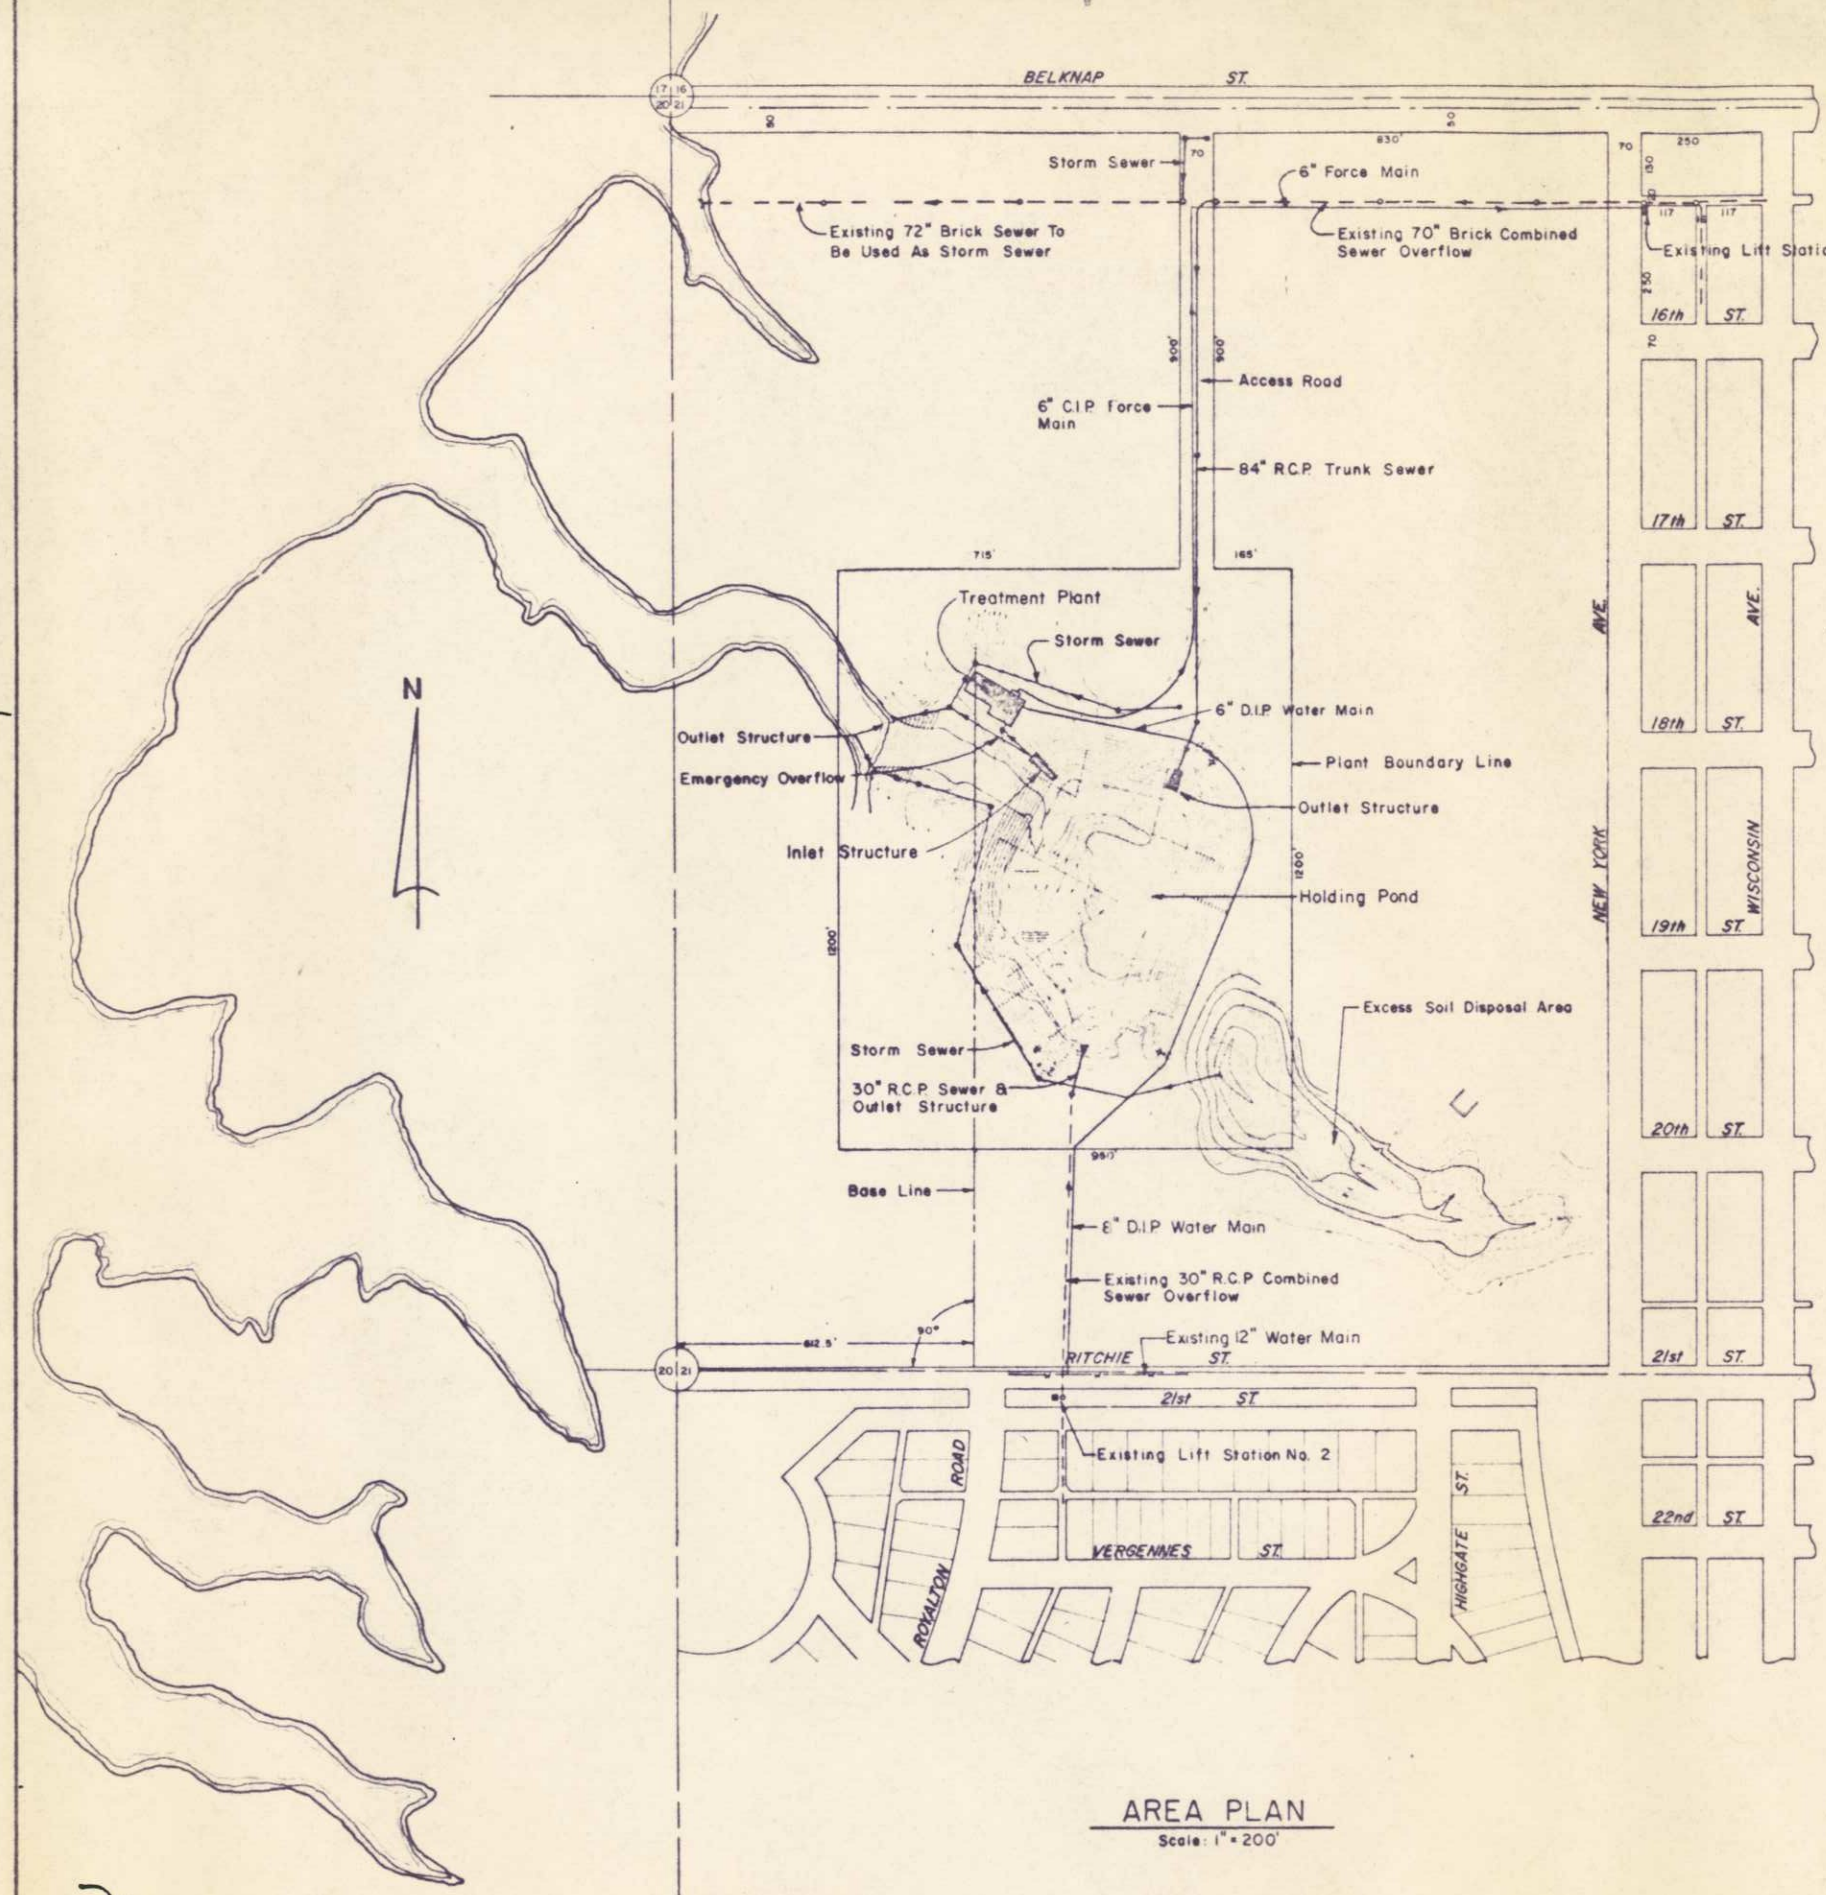 BELKNAP ST.
17 16
20 21
80
80
Storm Sewer
70
830'
70
250
6" Force Main
130
20
117
117
Existing 72" Brick Sewer To
Be Used As Storm Sewer
Existing 70" Brick Combined
Sewer Overflow
Existing Lift Statio
250
16th ST.
70
900'
900'
Access Road
6" C.I.P. Force
Main
84" R.C.P. Trunk Sewer
17th ST.
715'
165'
Treatment Plant
Storm Sewer
NEW YORK AVE.
WISCONSIN AVE.
N
6" D.I.P. Water Main
18th ST.
Outlet Structure
Plant Boundary Line
Emergency Overflow
Outlet Structure
Inlet Structure
1200'
Holding Pond
19th ST.
1200'
Excess Soil Disposal Area
Storm Sewer
30" R.C.P. Sewer &
Outlet Structure
20th ST.
950'
Base Line
8" D.I.P. Water Main
Existing 30" R.C.P Combined
Sewer Overflow
90°
612.5'
Existing 12" Water Main
RITCHIE ST.
21st ST.
20 21
21st ST.
Existing Lift Station No. 2
ROYALTON ROAD
HIGHGATE ST.
22nd ST.
VERGENNES ST.
AREA PLAN
Scale: 1" = 200'